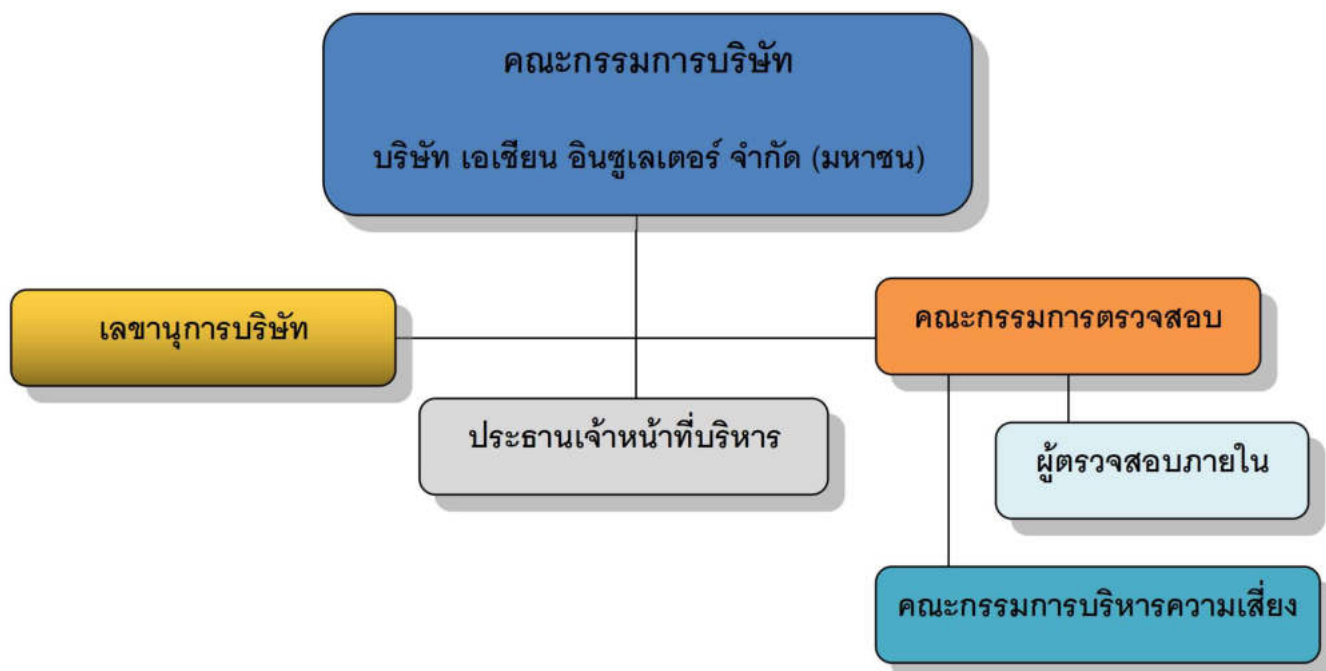 คณะกรรมการบริษัท
บริษัท เอเชียน อินซูเลเตอร์ จำกัด (มหาชน)
เลขานุการบริษัท
คณะกรรมการตรวจสอบ
ประธานเจ้าหน้าที่บริหาร
ผู้ตรวจสอบภายใน
คณะกรรมการบริหารความเสี่ยง